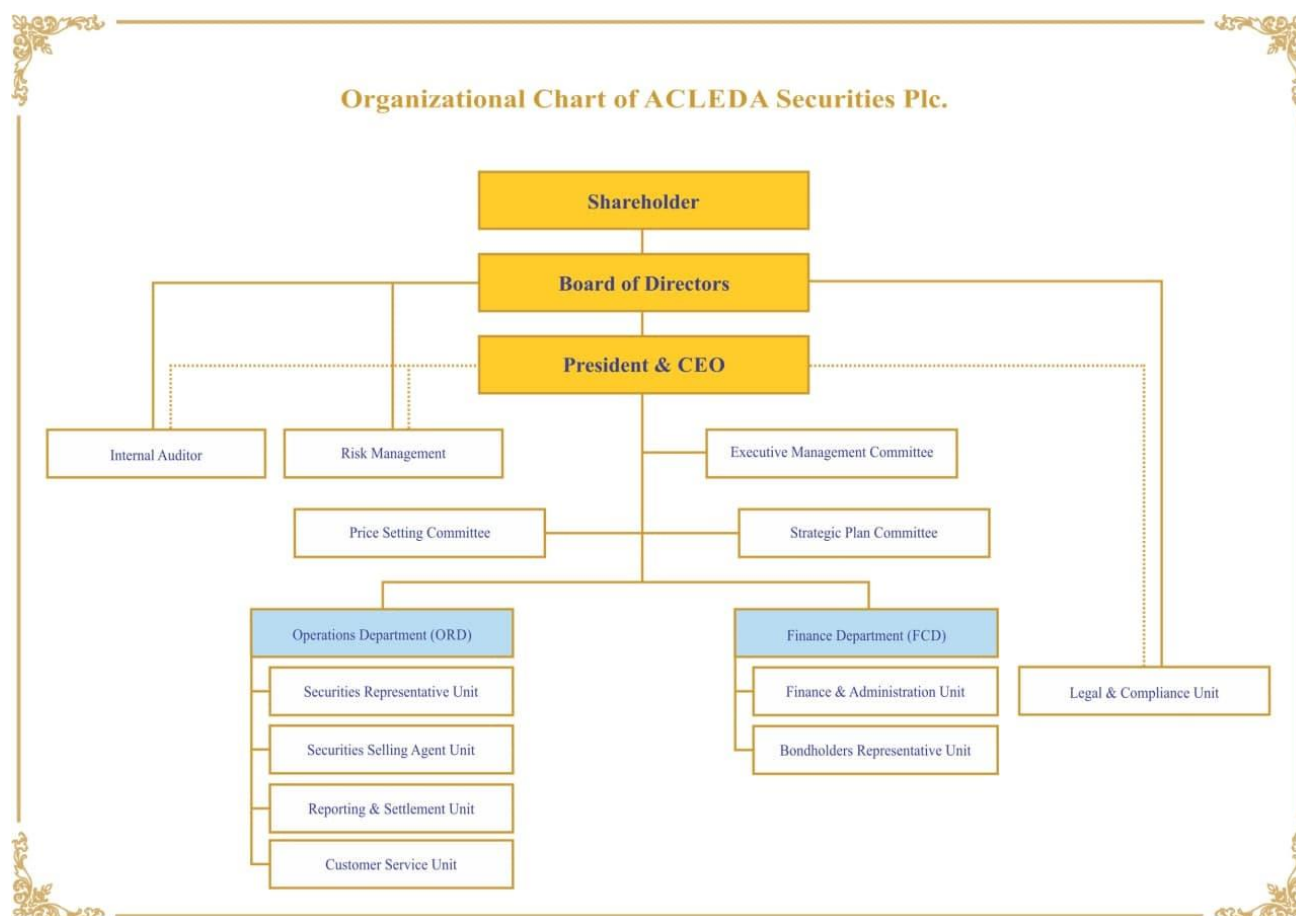 Organizational Chart of ACLEDA Securities Plc.
Shareholder
Board of Directors
President & CEO
Internal Auditor
Risk Management
Executive Management Committee
Price Setting Committee
Strategic Plan Committee
Operations Department (ORD)
Finance Department (FCD)
Securities Representative Unit
Finance & Administration Unit
Legal & Compliance Unit
Securities Selling Agent Unit
Bondholders Representative Unit
Reporting & Settlement Unit
Customer Service Unit